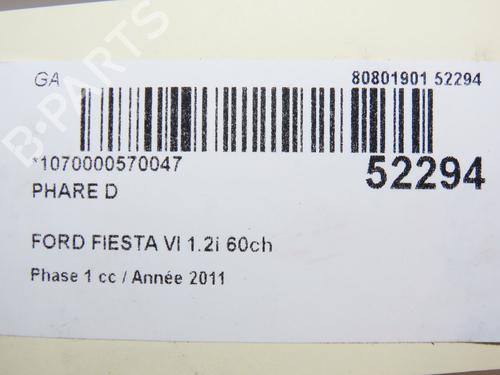 GA 80801901 52294
*1070000570047 52294
PHARE D
FORD FIESTA VI 1.2i 60ch
Phase 1 cc / Année 2011
B-PARTS